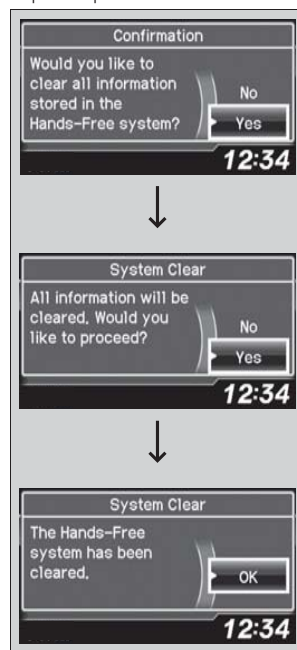 Confirmation
Would you like to
clear all information
stored in the
Hands-Free system?
No
Yes
12:34
System Clear
All information will be
cleared. Would you
like to proceed?
No
Yes
12:34
System Clear
The Hands-Free
system has been
cleared.
OK
12:34